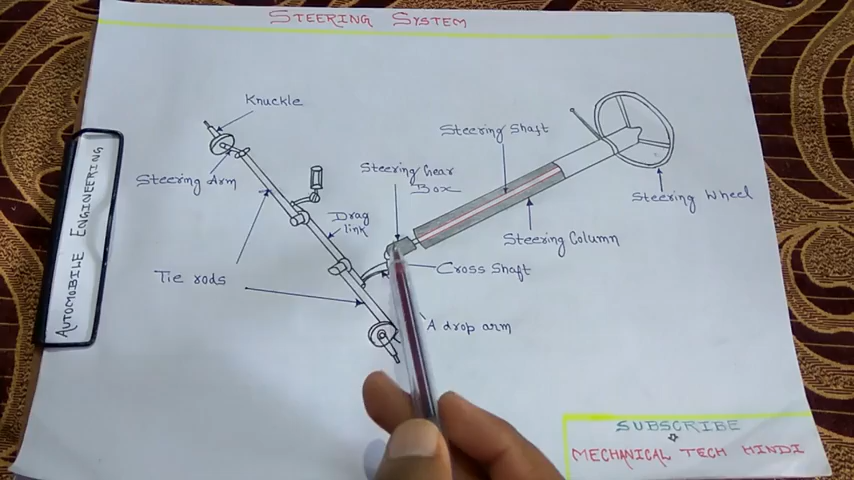 STEERING SYSTEM
Knuckle
Steering Shaft
Steering Gear
Box
Steering Arm
Steering Wheel
Drag
link
Steering Column
Cross Shaft
Tie rods
A drop arm
AUTOMOBILE ENGINEERING
SUBSCRIBE
MECHANICAL TECH HINDI